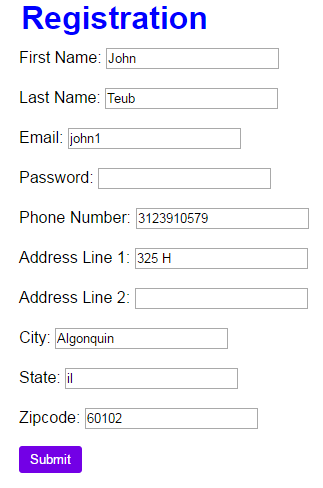 Registration
First Name: John
Last Name: Teub
Email: john1
Password:
Phone Number: 3123910579
Address Line 1: 325 H
Address Line 2:
City: Algonquin
State: il
Zipcode: 60102
Submit